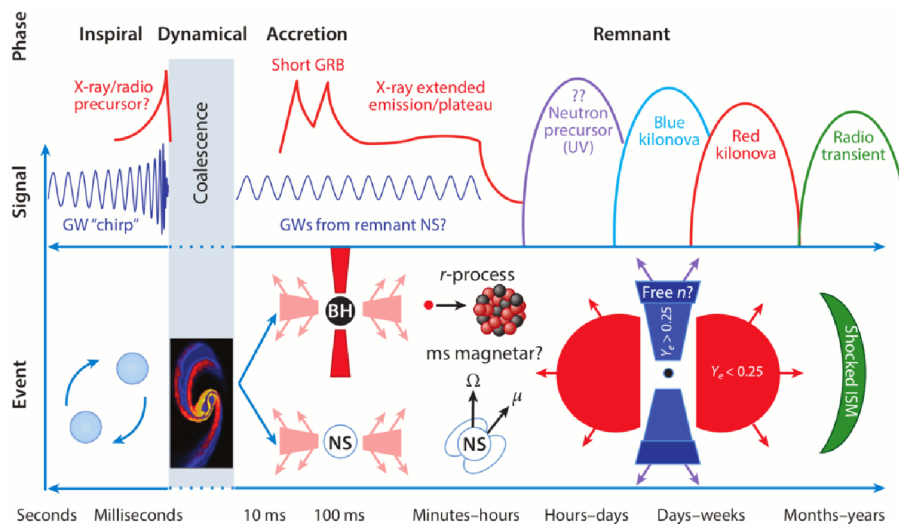 Phase
Inspiral
Dynamical
Accretion
Remnant
Signal
X-ray/radio
precursor?
Coalescence
Short GRB
X-ray extended
emission/plateau
??
Neutron
precursor
(UV)
Blue
kilonova
Red
kilonova
Radio
transient
GW "chirp"
GWs from remnant NS?
Event
BH
r-process
ms magnetar?
NS
Ω
μ
NS
Free n?
Yₑ > 0.25
Yₑ < 0.25
Shocked ISM
Seconds
Milliseconds
10 ms
100 ms
Minutes–hours
Hours–days
Days–weeks
Months–years